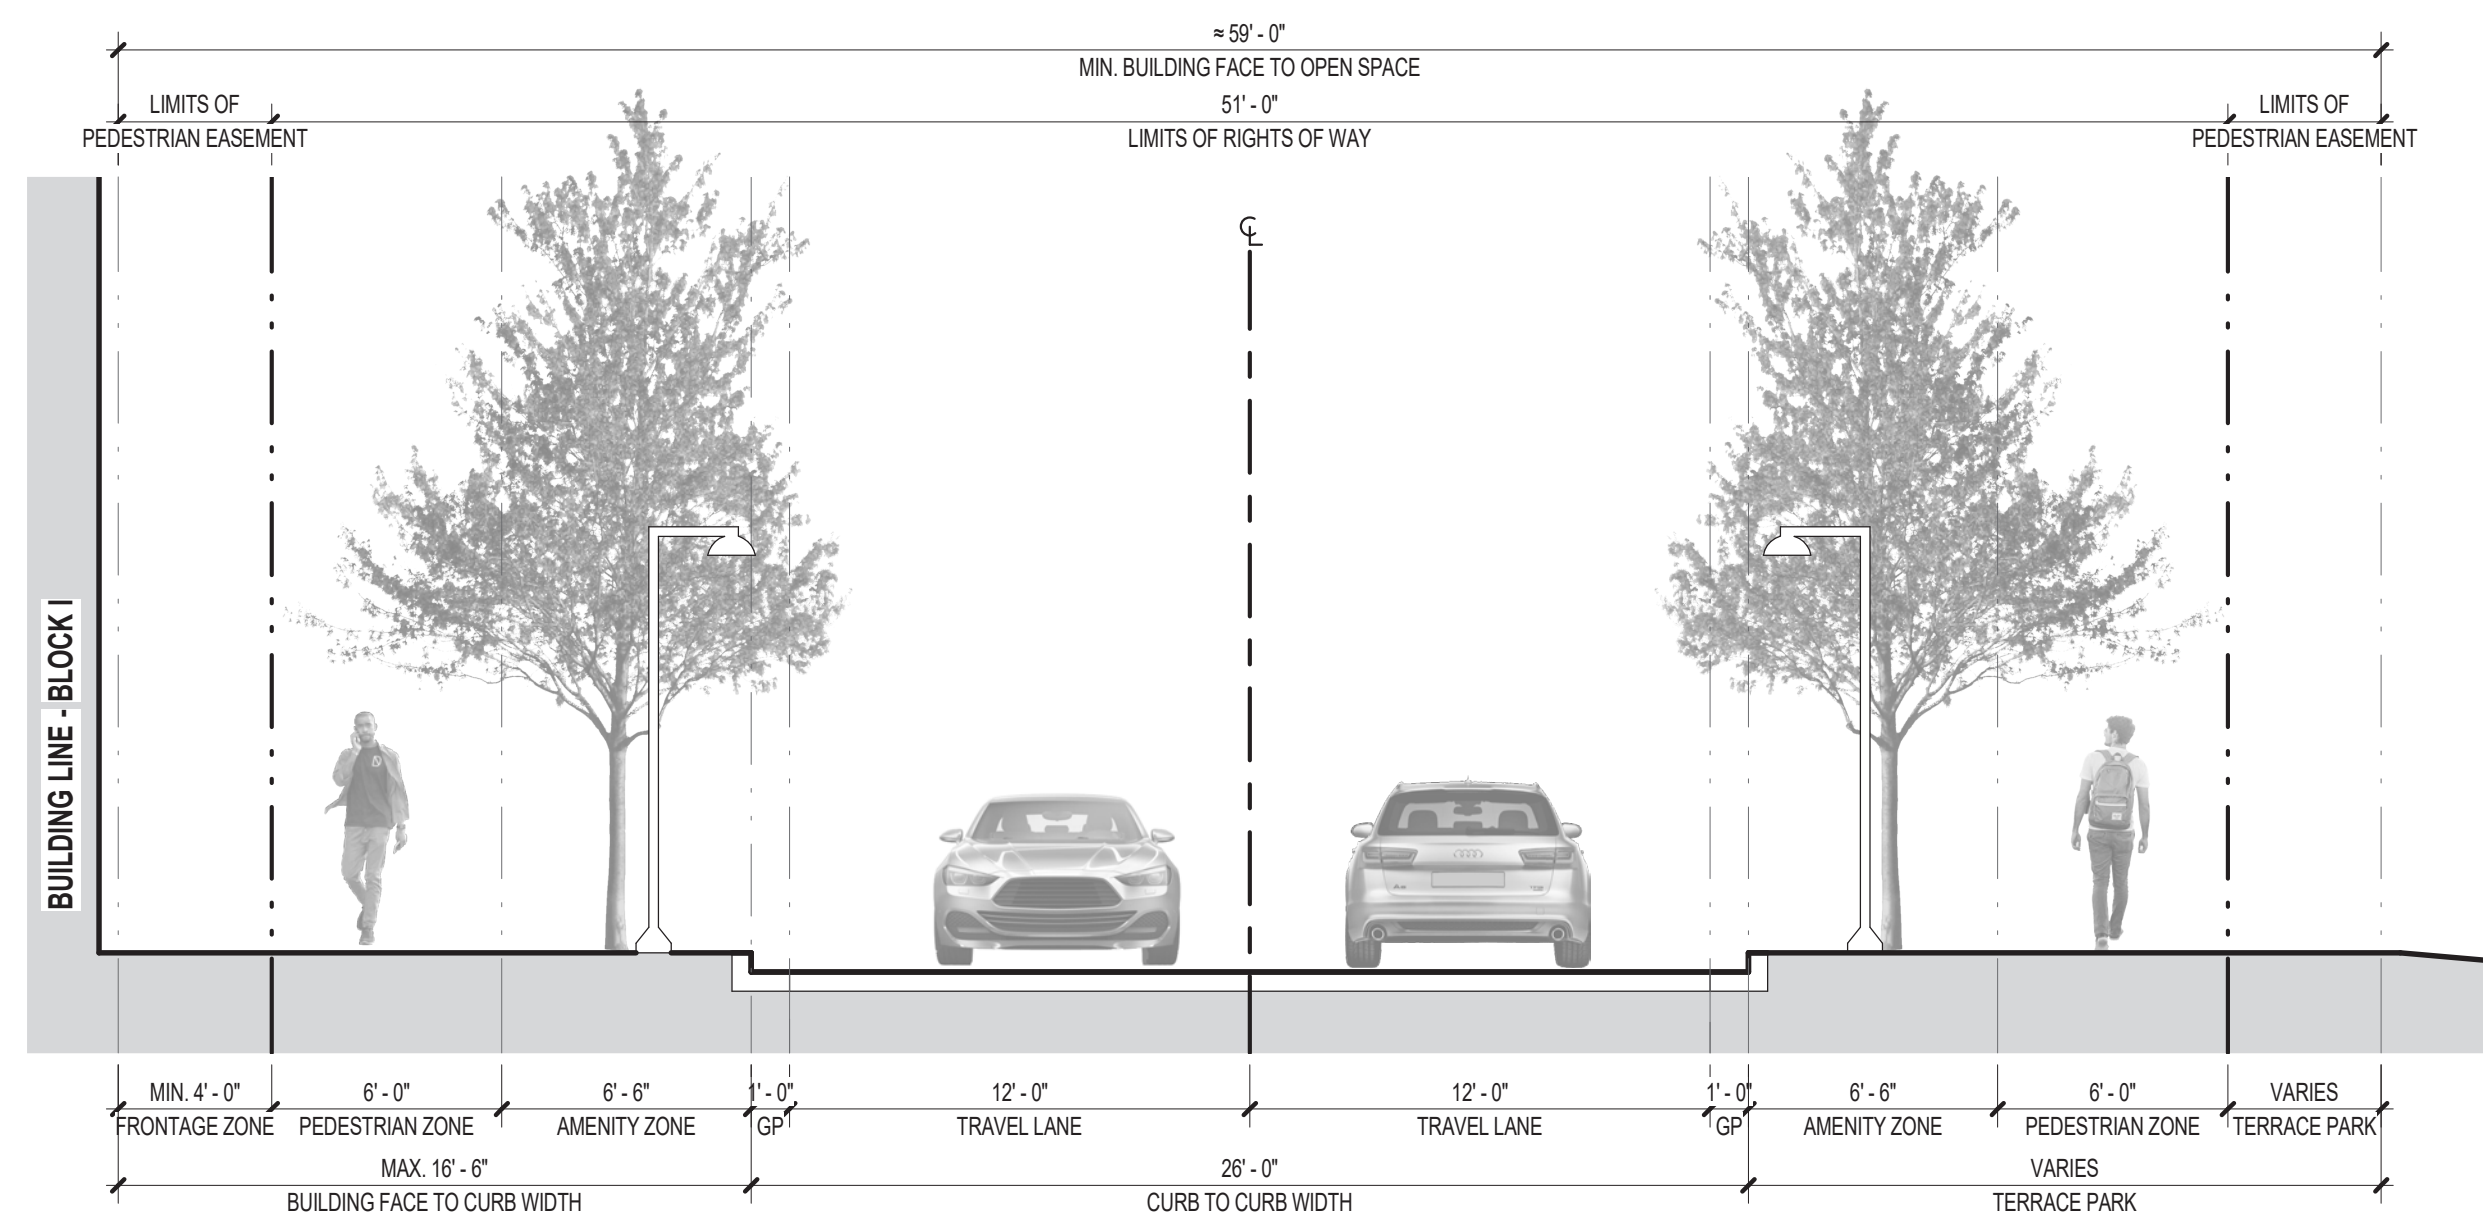 ≈ 59' - 0"
MIN. BUILDING FACE TO OPEN SPACE
LIMITS OF
PEDESTRIAN EASEMENT
51' - 0"
LIMITS OF RIGHTS OF WAY
LIMITS OF
PEDESTRIAN EASEMENT
CL
BUILDING LINE - BLOCK I
MIN. 4' - 0"
FRONTAGE ZONE
6' - 0"
PEDESTRIAN ZONE
6' - 6"
AMENITY ZONE
1' - 0"
GP
12' - 0"
TRAVEL LANE
12' - 0"
TRAVEL LANE
1' - 0"
GP
6' - 6"
AMENITY ZONE
6' - 0"
PEDESTRIAN ZONE
VARIES
TERRACE PARK
MAX. 16' - 6"
BUILDING FACE TO CURB WIDTH
26' - 0"
CURB TO CURB WIDTH
VARIES
TERRACE PARK